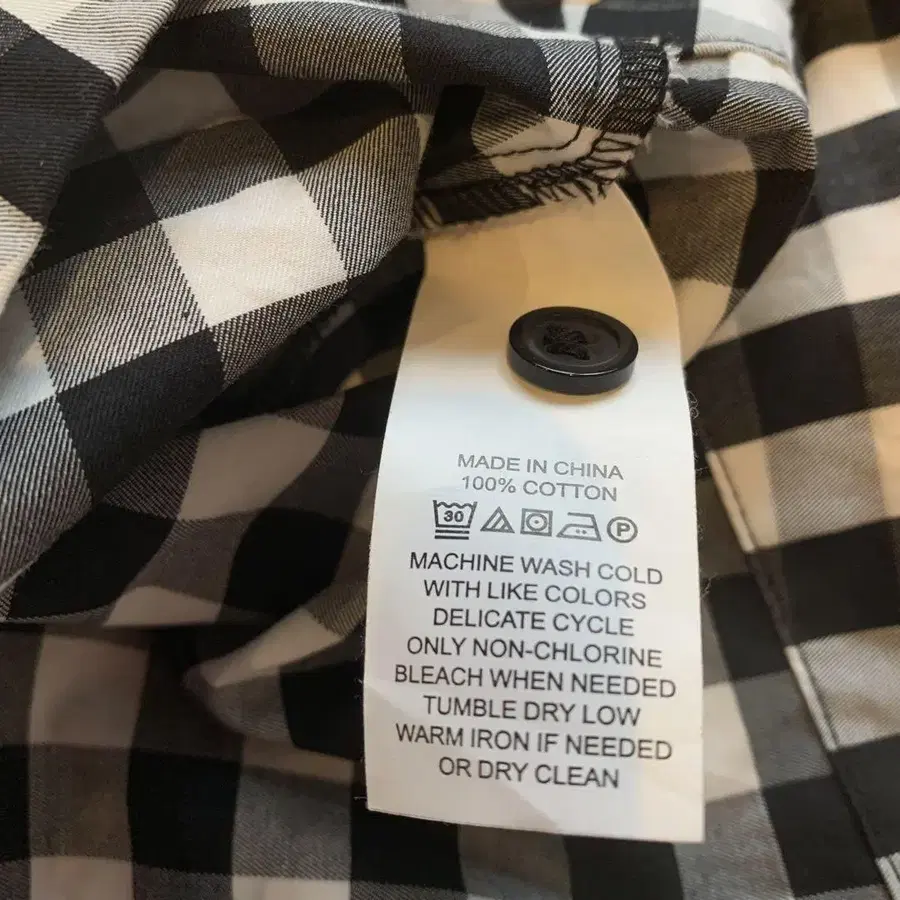 MADE IN CHINA
100% COTTON
30 P
MACHINE WASH COLD
WITH LIKE COLORS
DELICATE CYCLE
ONLY NON-CHLORINE
BLEACH WHEN NEEDED
TUMBLE DRY LOW
WARM IRON IF NEEDED
OR DRY CLEAN